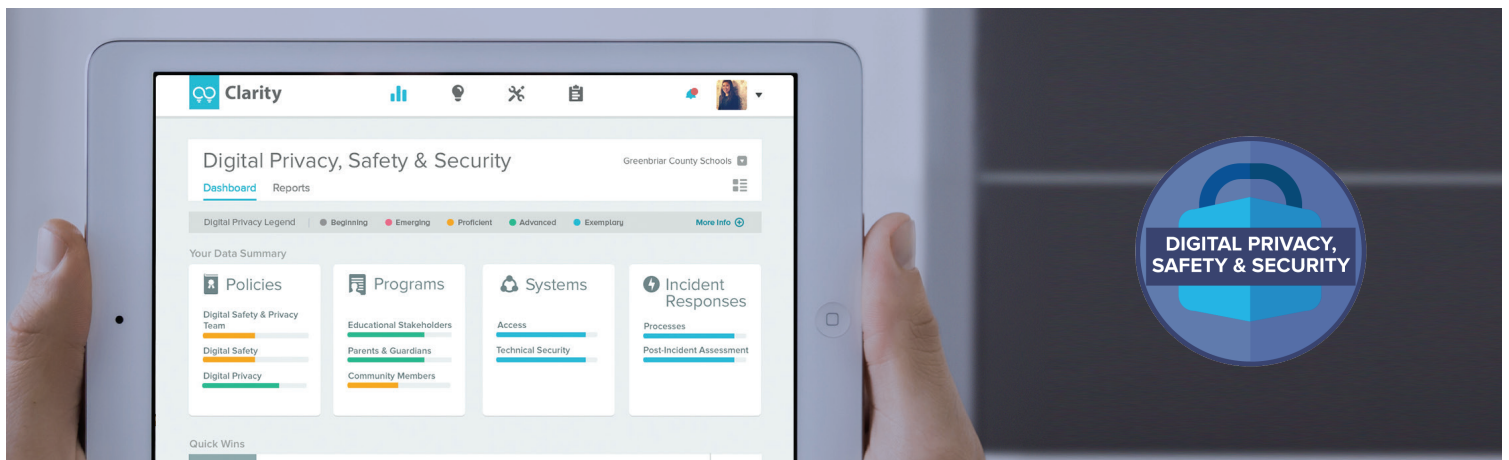 Clarity
Digital Privacy, Safety & Security
Greenbriar County Schools
Dashboard Reports
Digital Privacy Legend
Beginning
Emerging
Proficient
Advanced
Exemplary
More Info
Your Data Summary
Policies
Digital Safety & Privacy
Team
Digital Safety
Digital Privacy
Programs
Educational Stakeholders
Parents & Guardians
Community Members
Systems
Access
Technical Security
Incident
Responses
Processes
Post-Incident Assessment
Quick Wins
DIGITAL PRIVACY,
SAFETY & SECURITY